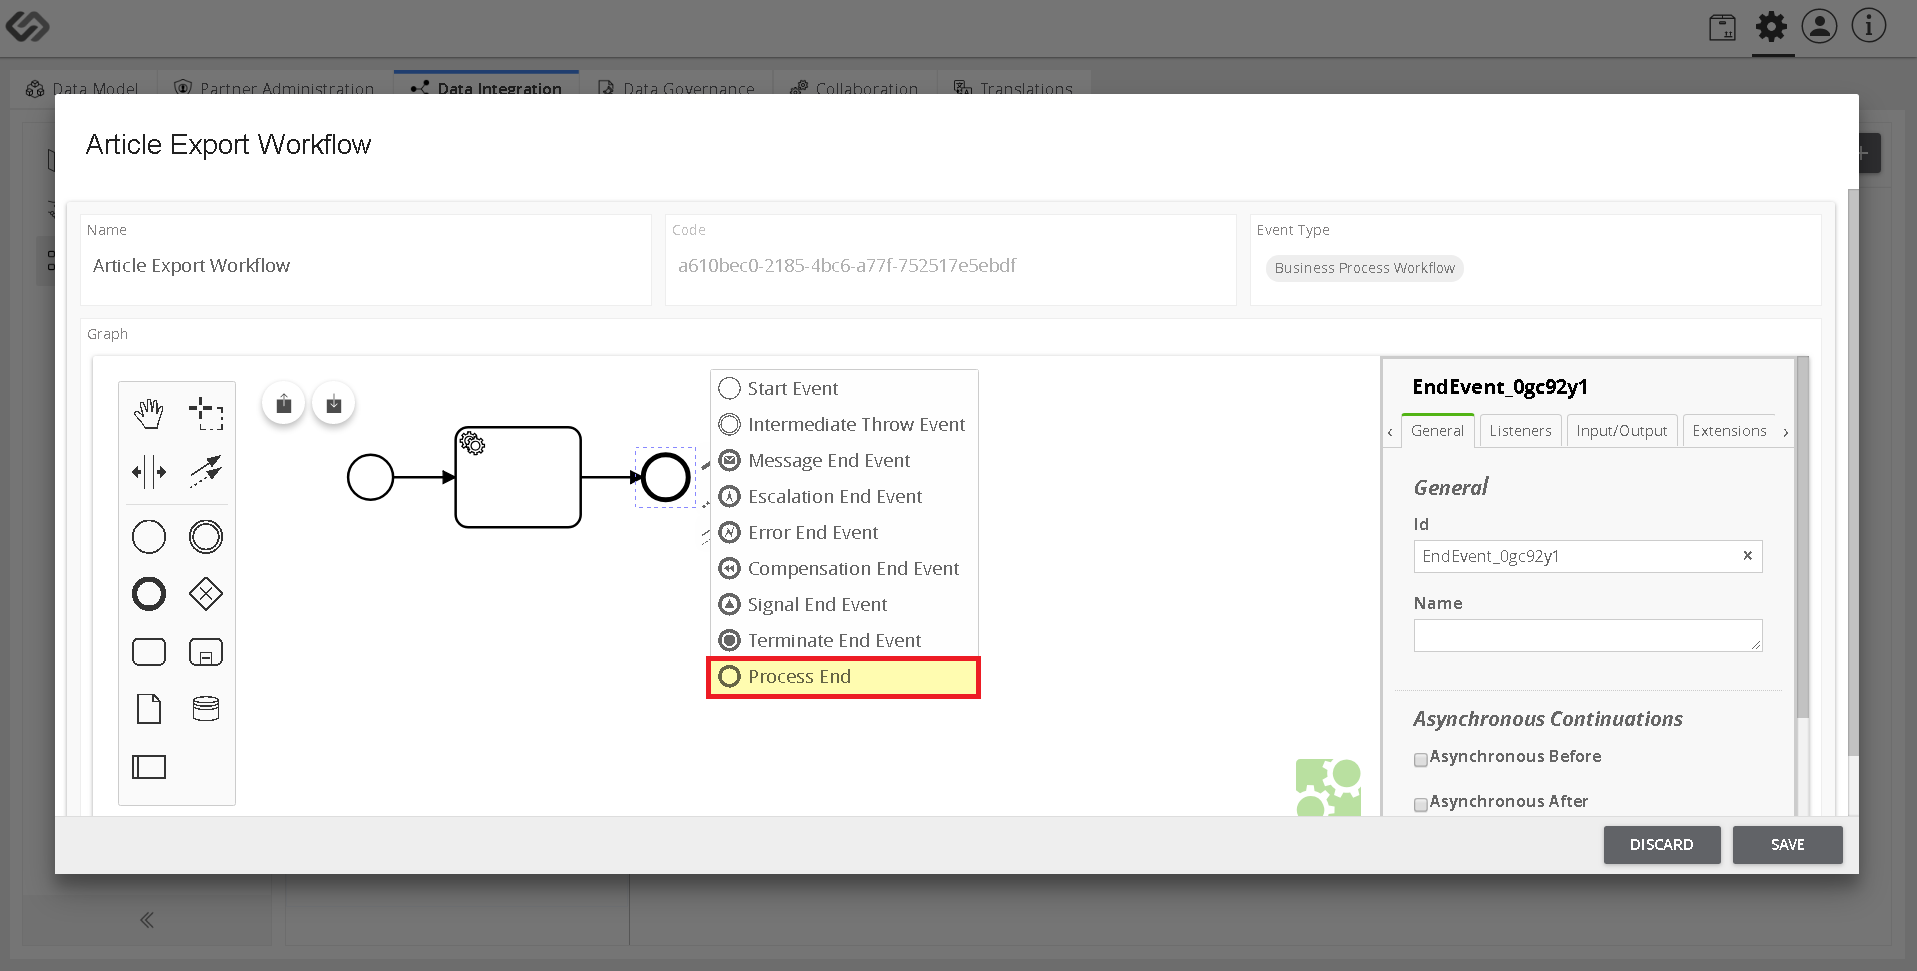 Data Model
Partner Administration
Data Integration
Data Governance
Collaboration
Translations
Article Export Workflow
Name
Article Export Workflow
Code
a610bec0-2185-4bc6-a77f-752517e5ebdf
Event Type
Business Process Workflow
Graph
Start Event
Intermediate Throw Event
Message End Event
Escalation End Event
Error End Event
Compensation End Event
Signal End Event
Terminate End Event
Process End
EndEvent_0gc92y1
General
Listeners
Input/Output
Extensions
General
Id
EndEvent_0gc92y1
Name
Asynchronous Continuations
Asynchronous Before
Asynchronous After
DISCARD
SAVE